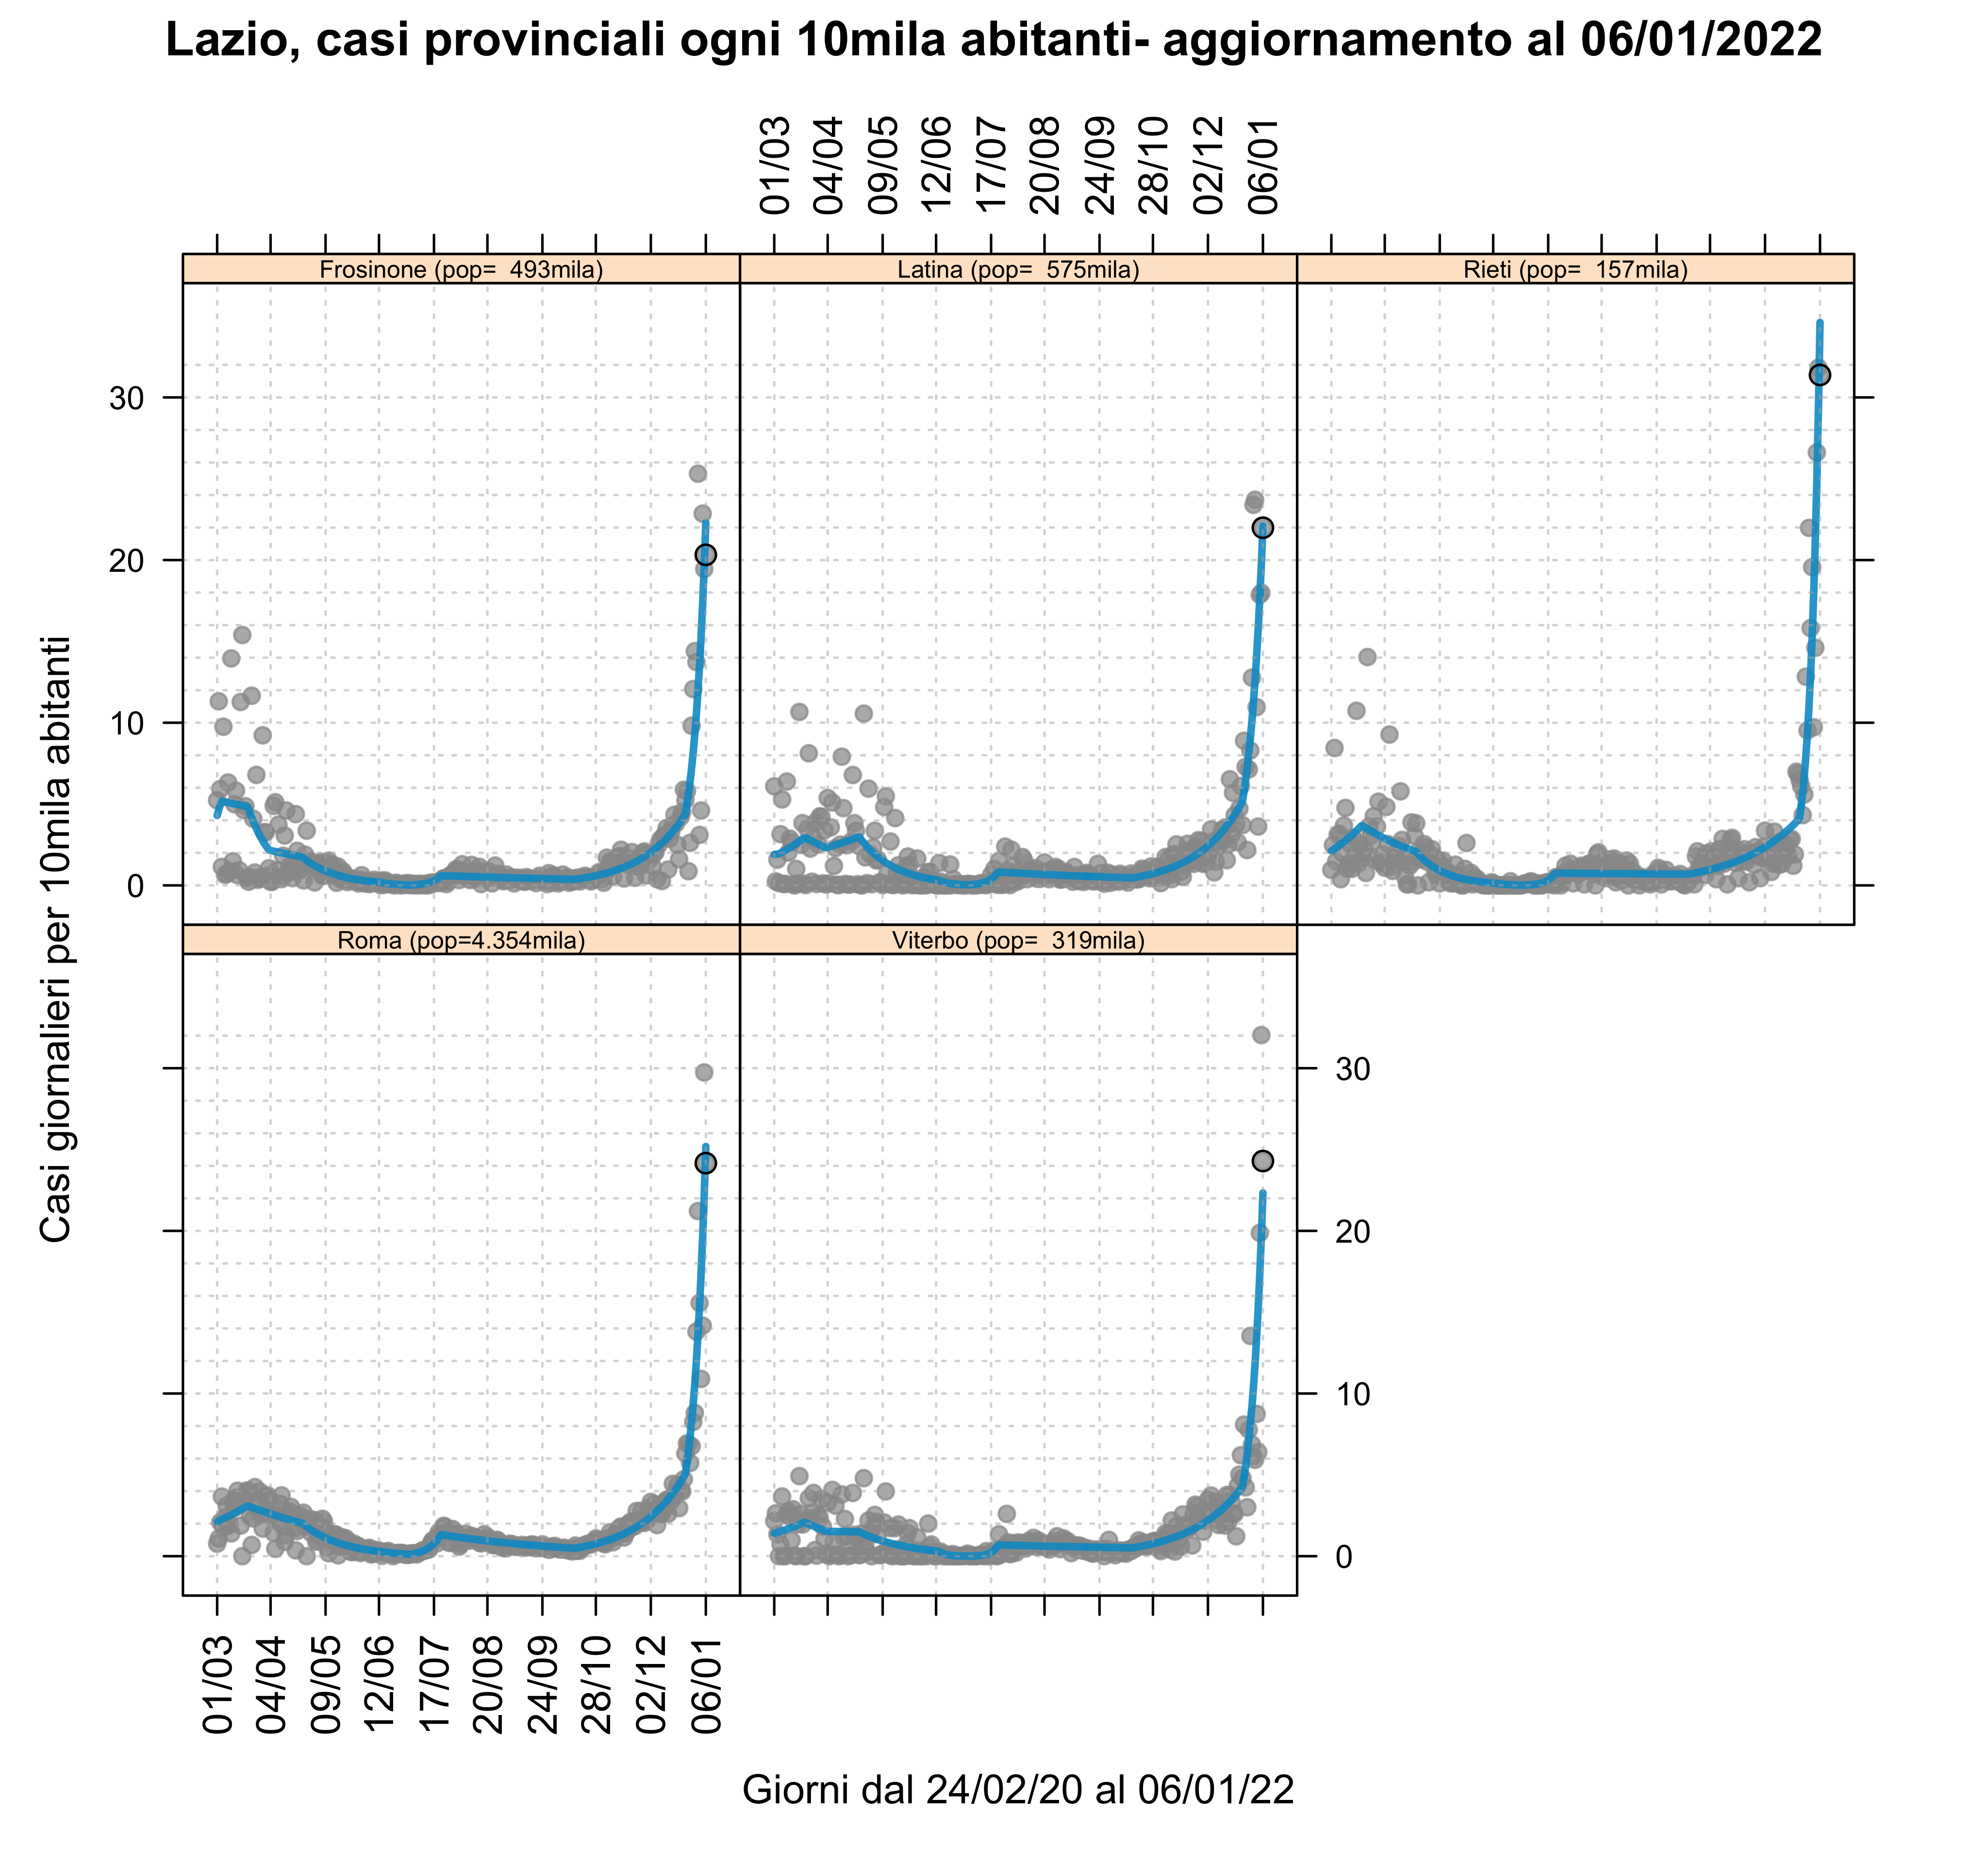 Lazio, casi provinciali ogni 10mila abitanti- aggiornamento al 06/01/2022
01/03 04/04 09/05 12/06 17/07 20/08 24/09 28/10 02/12 06/01
Frosinone (pop=  493mila)
Latina (pop=  575mila)
Rieti (pop=  157mila)
30
20
10
0
Casi giornalieri per 10mila abitanti
Roma (pop=4.354mila)
Viterbo (pop=  319mila)
30
20
10
0
01/03 04/04 09/05 12/06 17/07 20/08 24/09 28/10 02/12 06/01
Giorni dal 24/02/20 al 06/01/22